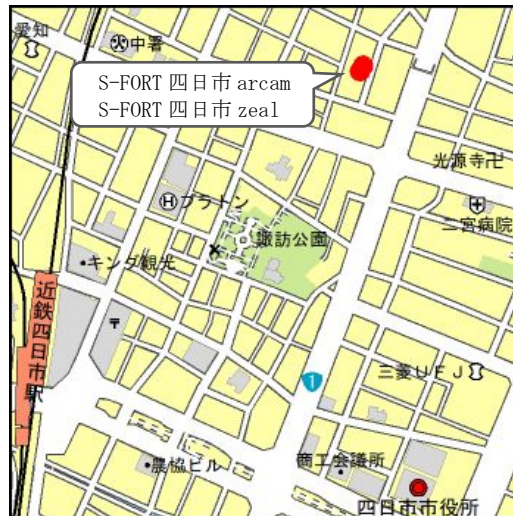 愛知
中署
S-FORT 四日市 arcam
S-FORT 四日市 zeal
光源寺
H プラトン
二宮病院
諏訪公園
・キンダ観光
〒
近鉄四日市駅
1
三菱ＵＦＪ
・農協ビル
商工会議所
四日市市役所